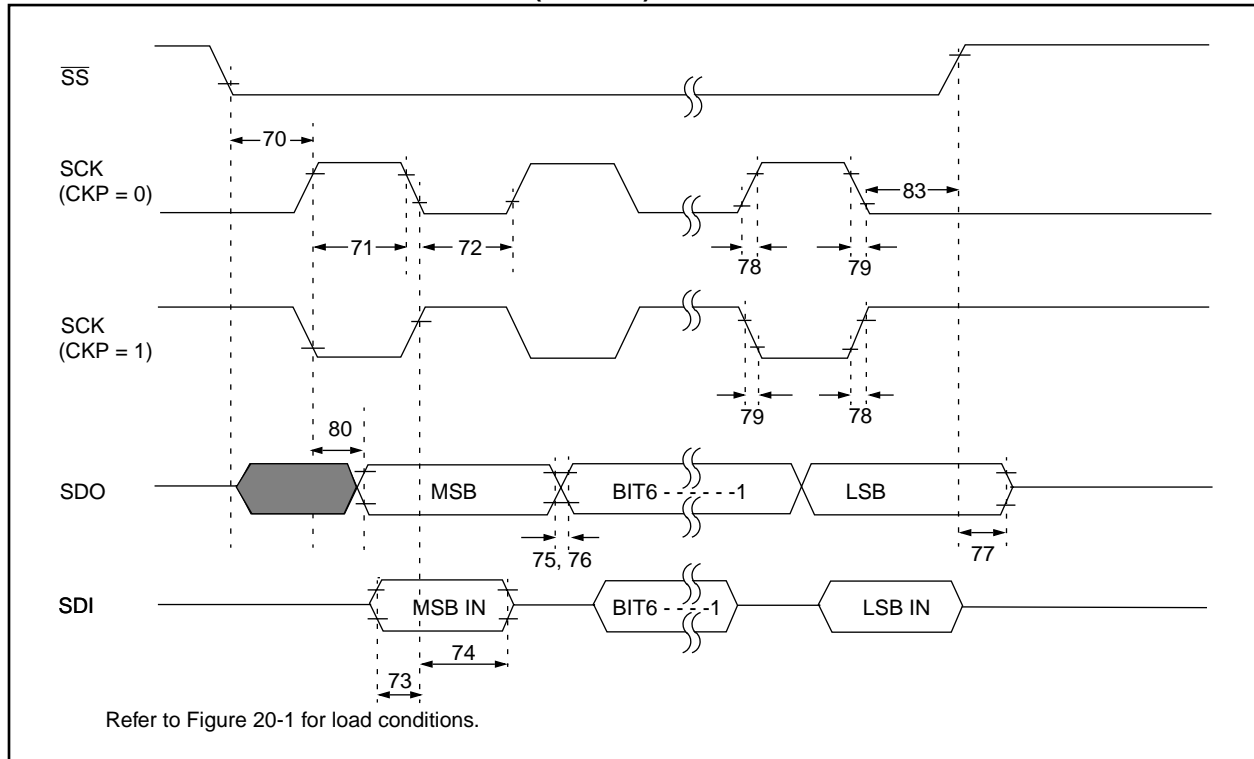 SS
70
SCK
(CKP = 0)
83
71
72
78
79
SCK
(CKP = 1)
79
78
80
SDO
MSB
BIT6 - - - - - - -1
LSB
75, 76
77
SDI
MSB IN
BIT6 - - - - -1
LSB IN
74
73
Refer to Figure 20-1 for load conditions.